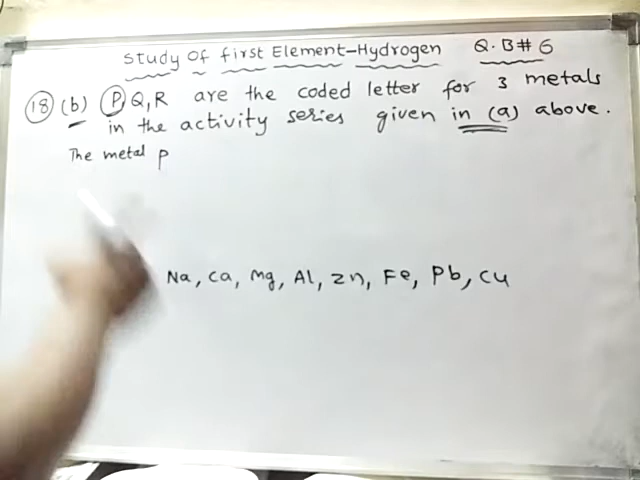 Study Of first Element-Hydrogen Q.B# 6
18 (b) P, Q, R are the coded letter for 3 metals
in the activity series given in (a) above.
The metal p
Na, Ca, Mg, Al, Zn, Fe, Pb, Cu